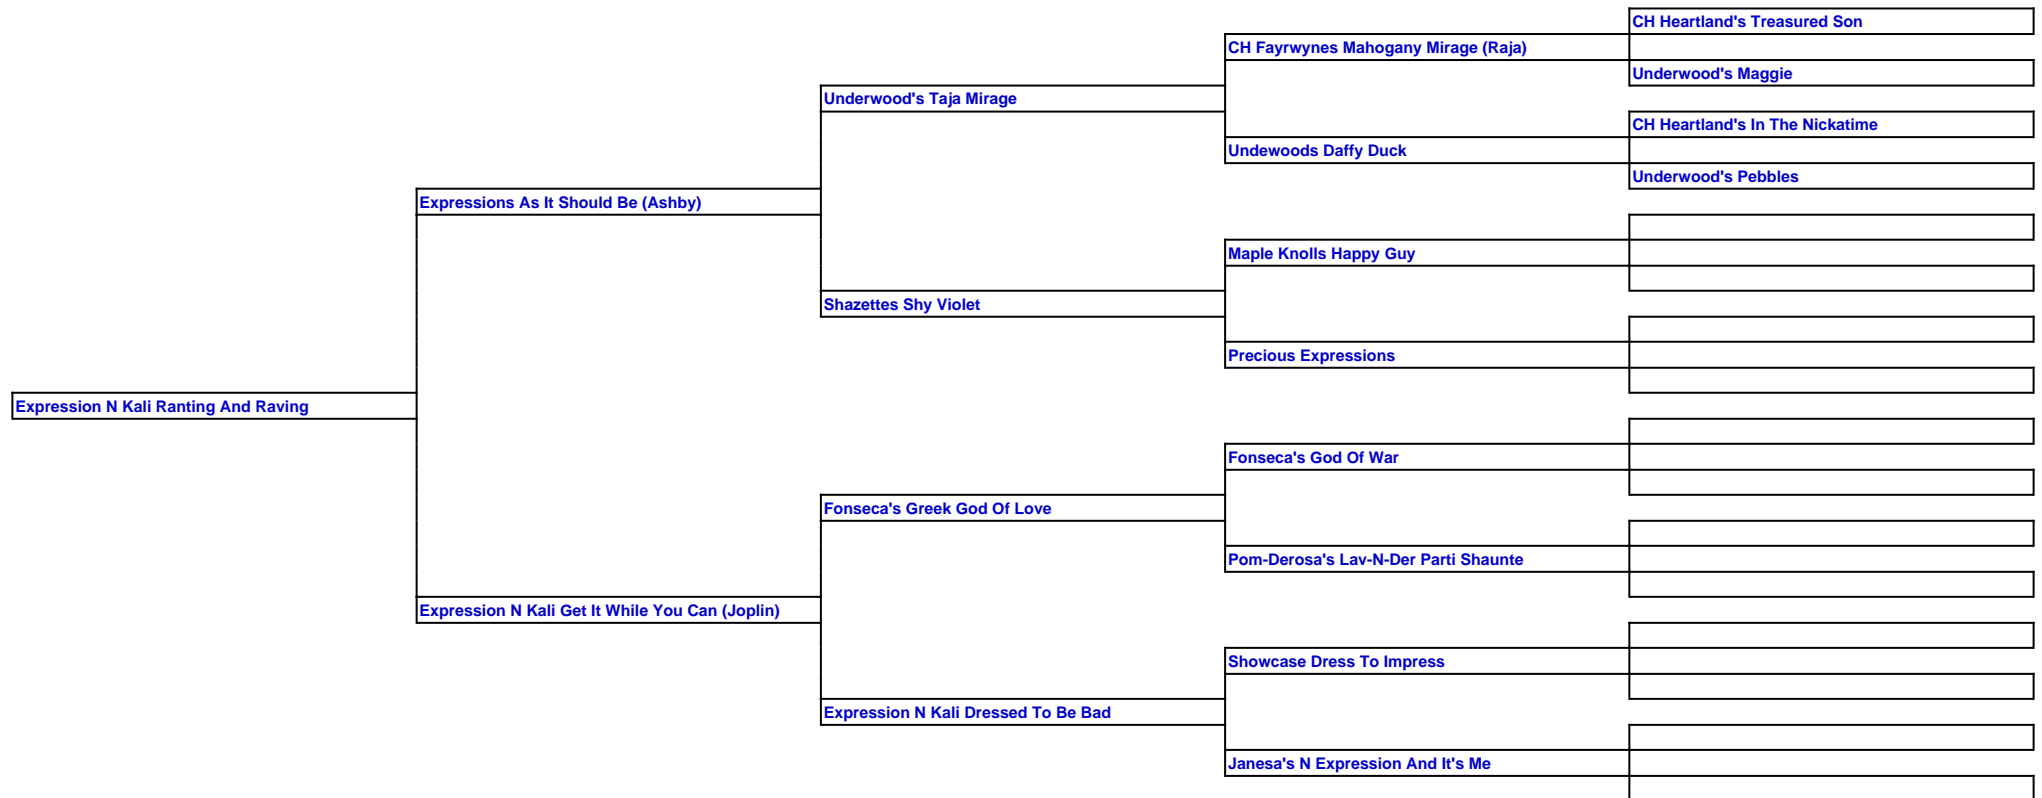 CH Heartland's Treasured Son
CH Fayrwynes Mahogany Mirage (Raja)
Underwood's Maggie
Underwood's Taja Mirage
CH Heartland's In The Nickatime
Undewoods Daffy Duck
Underwood's Pebbles
Expressions As It Should Be (Ashby)
Maple Knolls Happy Guy
Shazettes Shy Violet
Precious Expressions
Expression N Kali Ranting And Raving
Fonseca's God Of War
Fonseca's Greek God Of Love
Pom-Derosa's Lav-N-Der Parti Shaunte
Expression N Kali Get It While You Can (Joplin)
Showcase Dress To Impress
Expression N Kali Dressed To Be Bad
Janesa's N Expression And It's Me